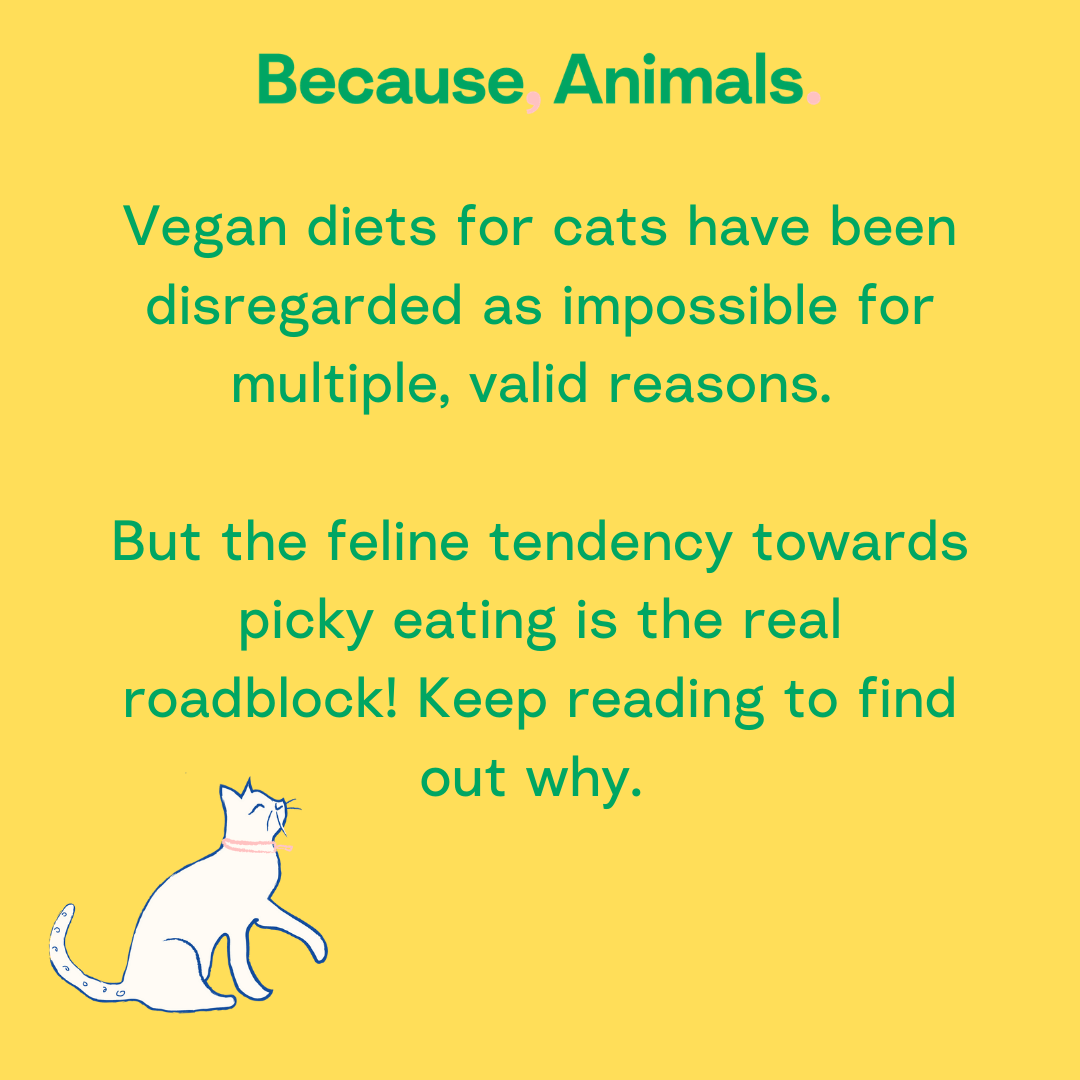 Because, Animals.
Vegan diets for cats have been
disregarded as impossible for
multiple, valid reasons.
But the feline tendency towards
picky eating is the real
roadblock! Keep reading to find
out why.